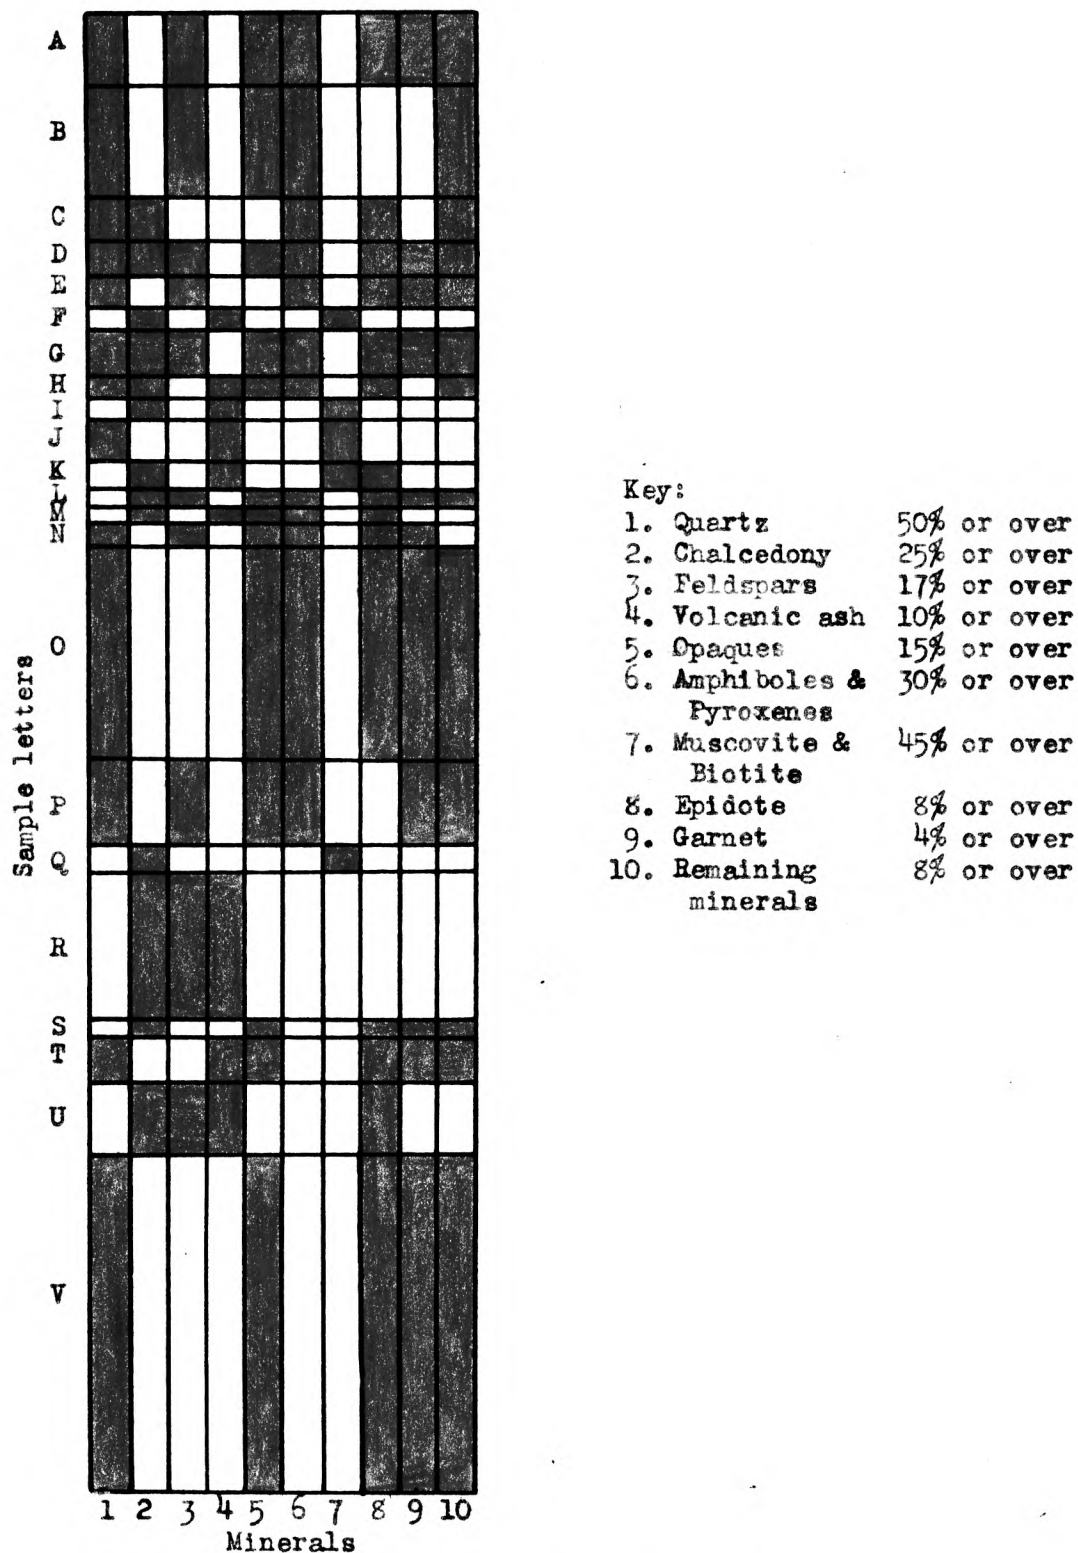 A
B
C
D
E
F
G
H
I
J
K
L
M
N
O
P
Q
R
S
T
U
V
Sample letters
1 2 3 4 5 6 7 8 9 10
Minerals
Key:
1. Quartz 50% or over
2. Chalcedony 25% or over
3. Feldspars 17% or over
4. Volcanic ash 10% or over
5. Opaques 15% or over
6. Amphiboles & 30% or over
Pyroxenes
7. Muscovite & 45% or over
Biotite
8. Epidote 8% or over
9. Garnet 4% or over
10. Remaining 8% or over
minerals